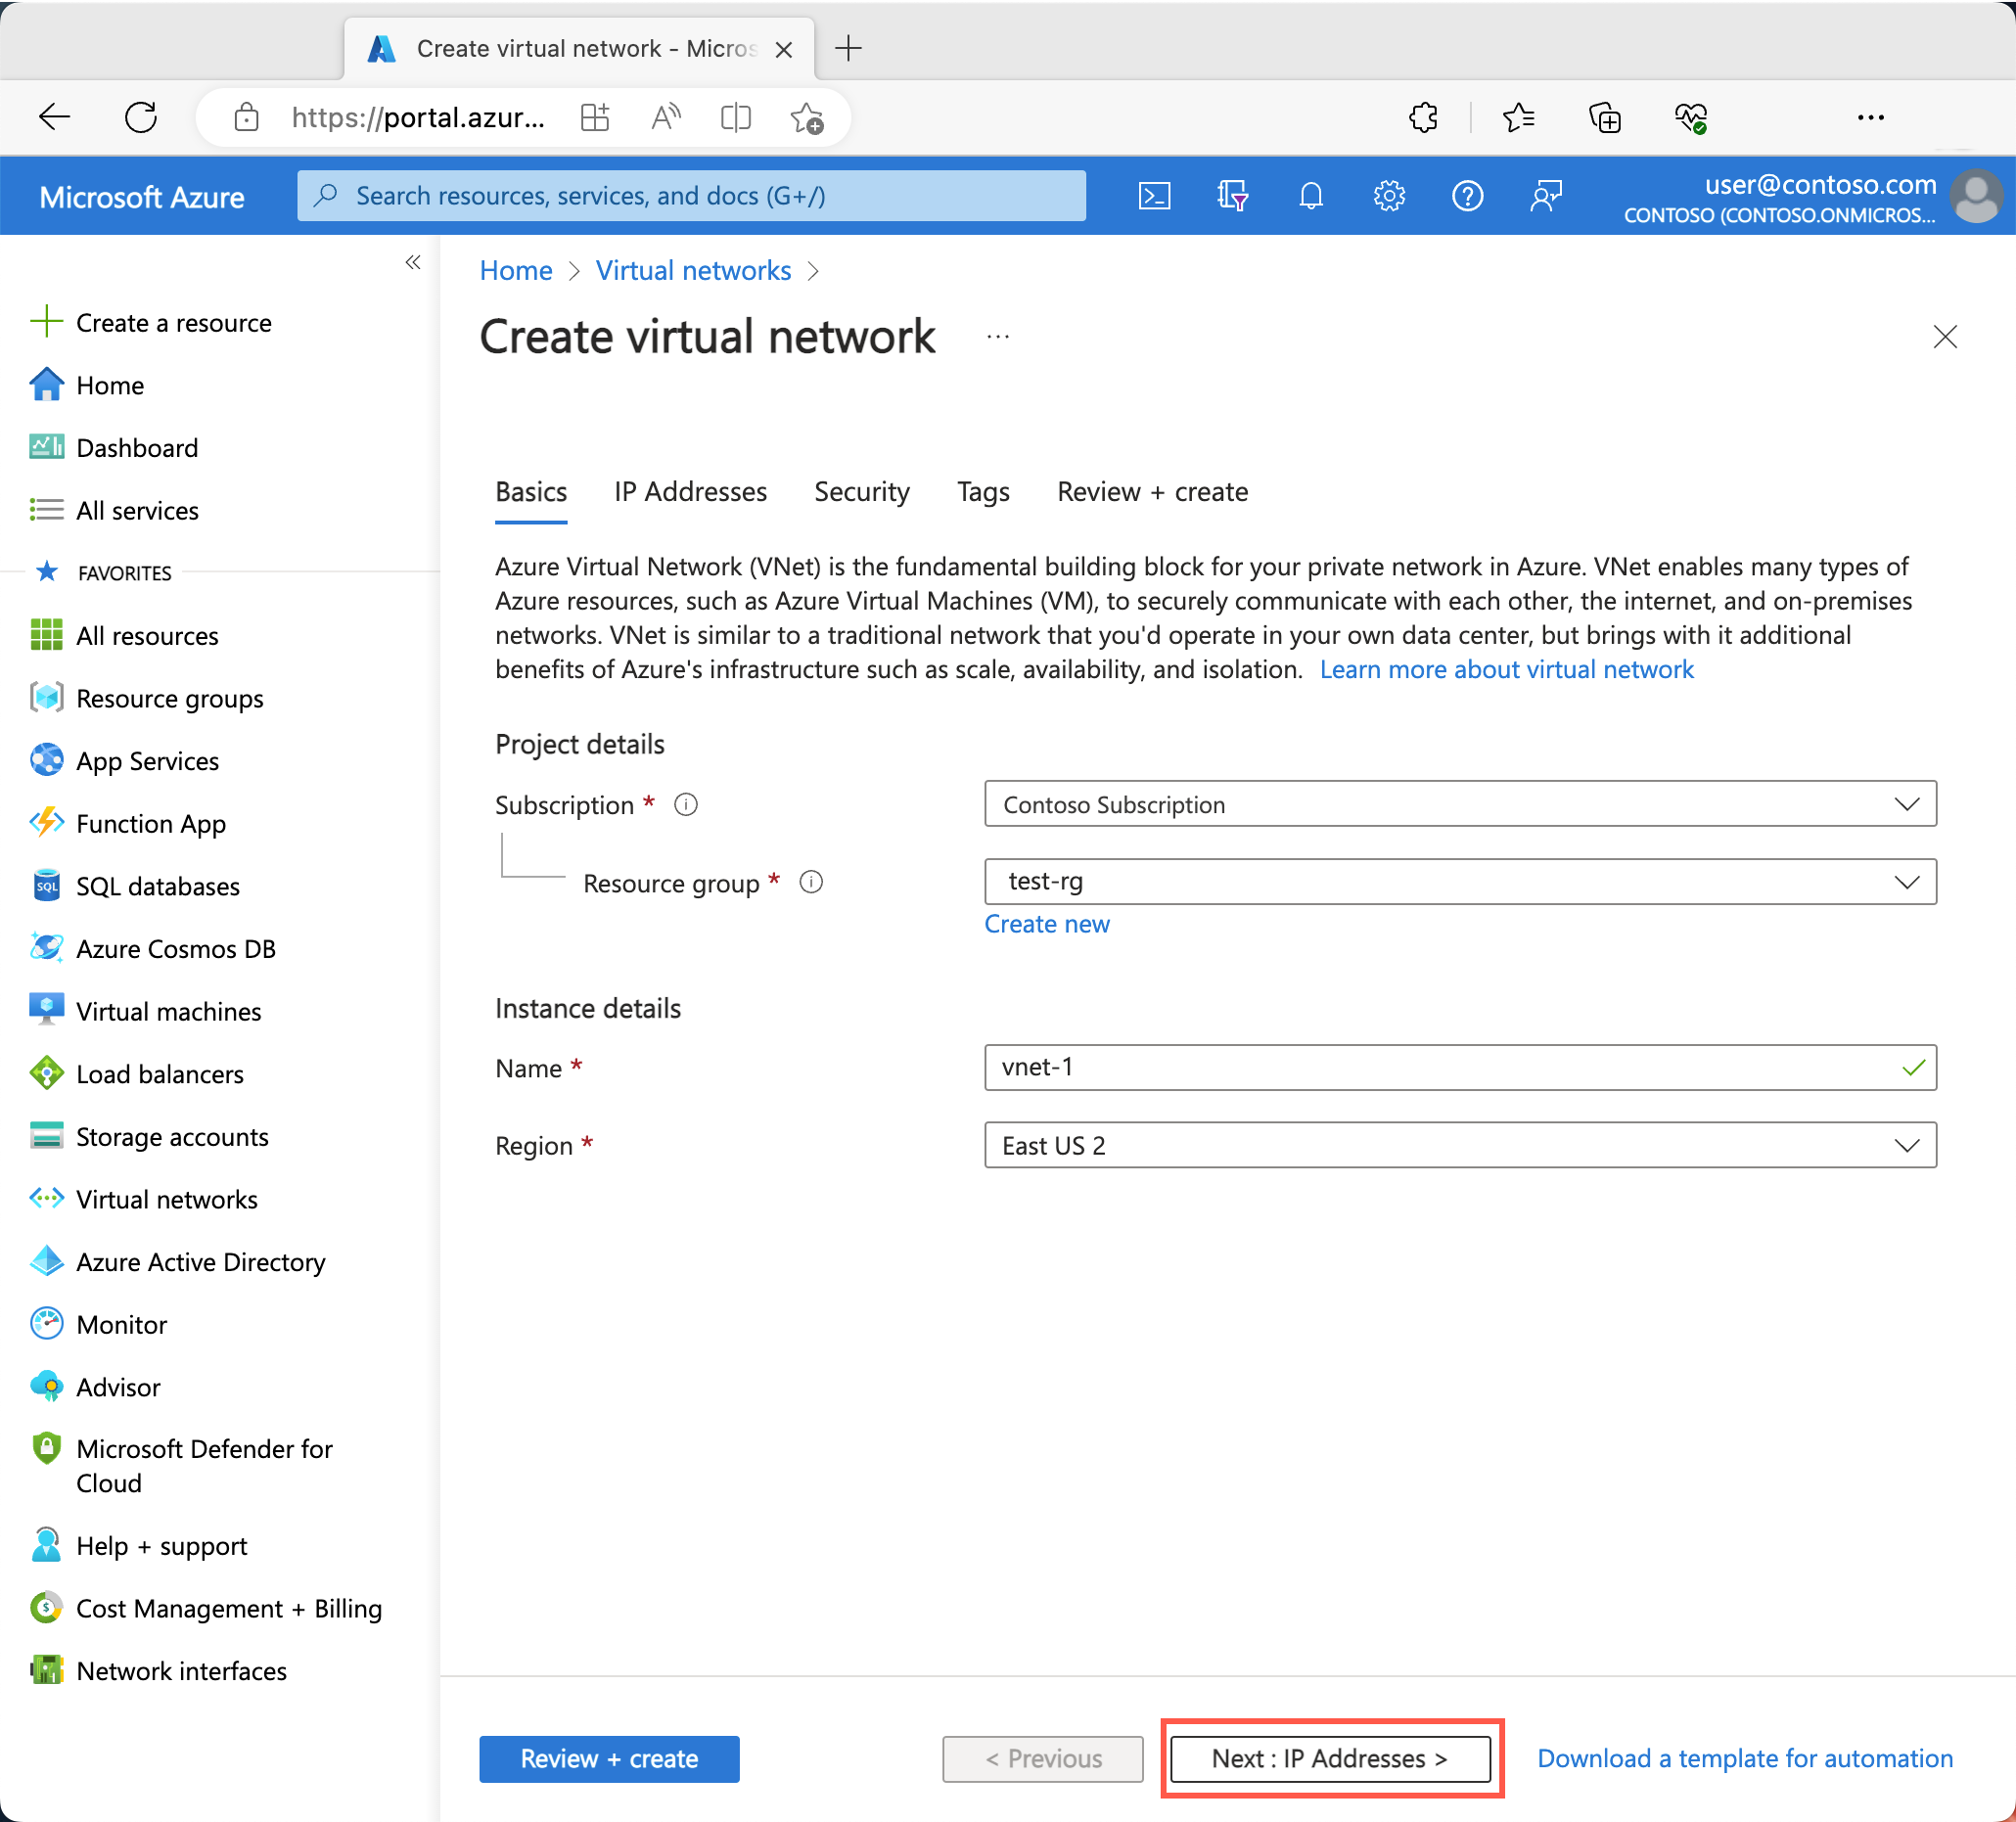 Create virtual network - Micros
https://portal.azur...
Microsoft Azure
Search resources, services, and docs (G+/)
user@contoso.com
CONTOSO (CONTOSO.ONMICROS...
Create a resource
Home
Dashboard
All services
FAVORITES
All resources
Resource groups
App Services
Function App
SQL
SQL databases
Azure Cosmos DB
Virtual machines
Load balancers
Storage accounts
Virtual networks
Azure Active Directory
Monitor
Advisor
Microsoft Defender for
Cloud
Help + support
Cost Management + Billing
Network interfaces
Home > Virtual networks >
Create virtual network ...
Basics IP Addresses Security Tags Review + create
Azure Virtual Network (VNet) is the fundamental building block for your private network in Azure. VNet enables many types of
Azure resources, such as Azure Virtual Machines (VM), to securely communicate with each other, the internet, and on-premises
networks. VNet is similar to a traditional network that you'd operate in your own data center, but brings with it additional
benefits of Azure's infrastructure such as scale, availability, and isolation. Learn more about virtual network
Project details
Subscription * Contoso Subscription
Resource group * test-rg
Create new
Instance details
Name * vnet-1
Region * East US 2
Review + create < Previous Next : IP Addresses > Download a template for automation